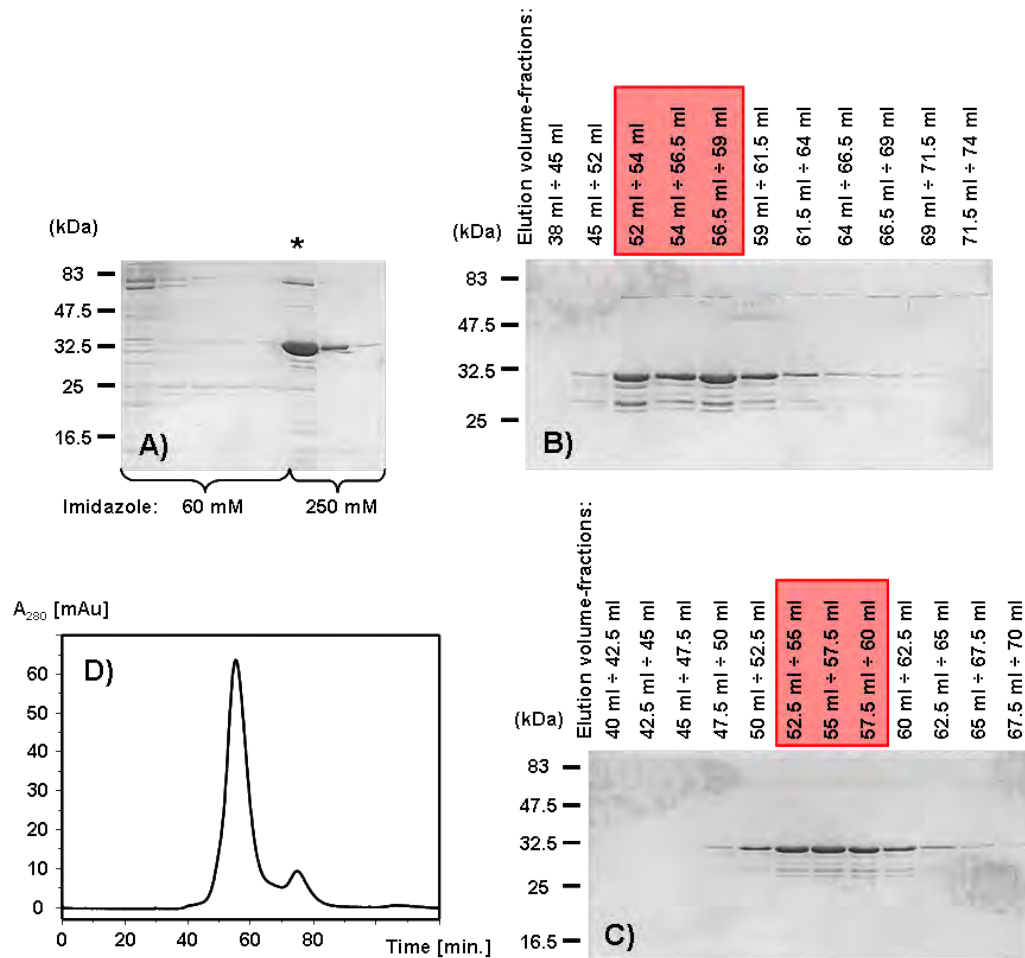 (kDa)
*
83
47.5
32.5
25
16.5
A)
Imidazole: 60 mM 250 mM
Elution volume-fractions:
38 ml ÷ 45 ml
45 ml ÷ 52 ml
52 ml ÷ 54 ml
54 ml ÷ 56.5 ml
56.5 ml ÷ 59 ml
59 ml ÷ 61.5 ml
61.5 ml ÷ 64 ml
64 ml ÷ 66.5 ml
66.5 ml ÷ 69 ml
69 ml ÷ 71.5 ml
71.5 ml ÷ 74 ml
(kDa)
83
47.5
32.5
25
B)
A280 [mAu]
D)
60
50
40
30
20
10
0
0 20 40 60 80 Time [min.]
Elution volume-fractions:
40 ml ÷ 42.5 ml
42.5 ml ÷ 45 ml
45 ml ÷ 47.5 ml
47.5 ml ÷ 50 ml
50 ml ÷ 52.5 ml
52.5 ml ÷ 55 ml
55 ml ÷ 57.5 ml
57.5 ml ÷ 60 ml
60 ml ÷ 62.5 ml
62.5 ml ÷ 65 ml
65 ml ÷ 67.5 ml
67.5 ml ÷ 70 ml
(kDa)
83
47.5
32.5
25
16.5
C)